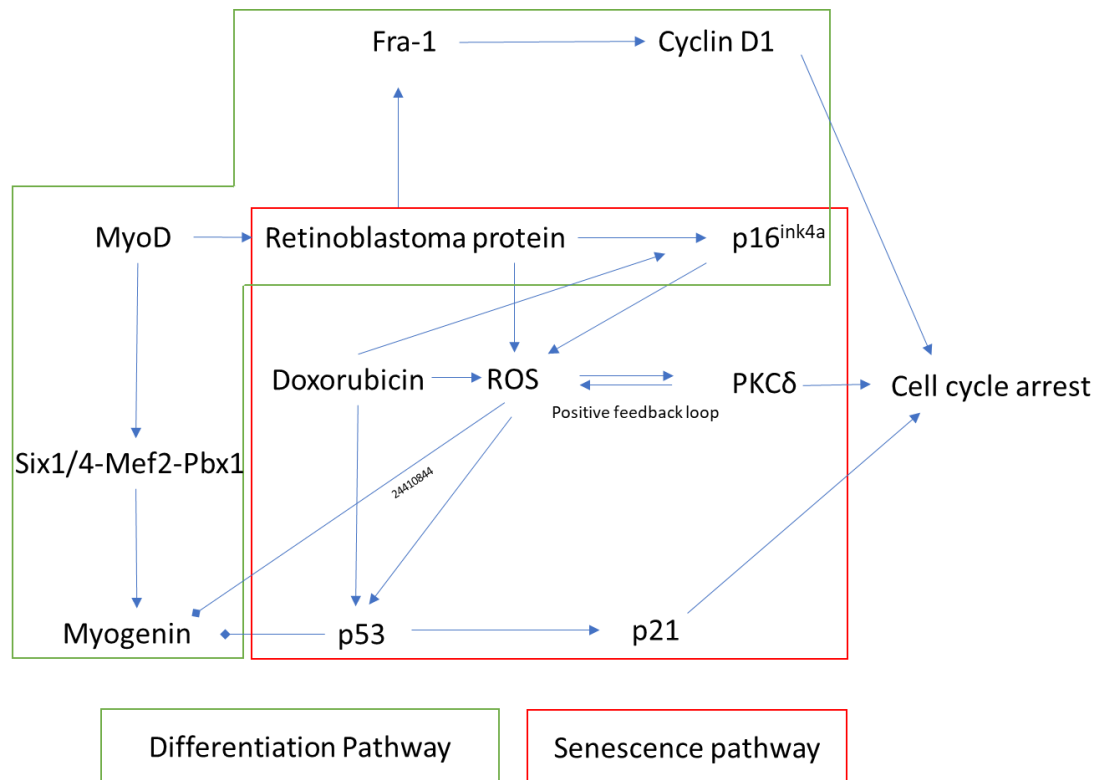 Fra-1
Cyclin D1
MyoD
Retinoblastoma protein
p16ink4a
Doxorubicin
ROS
PKCδ
Cell cycle arrest
Positive feedback loop
Six1/4-Mef2-Pbx1
24410844
Myogenin
p53
p21
Differentiation Pathway
Senescence pathway